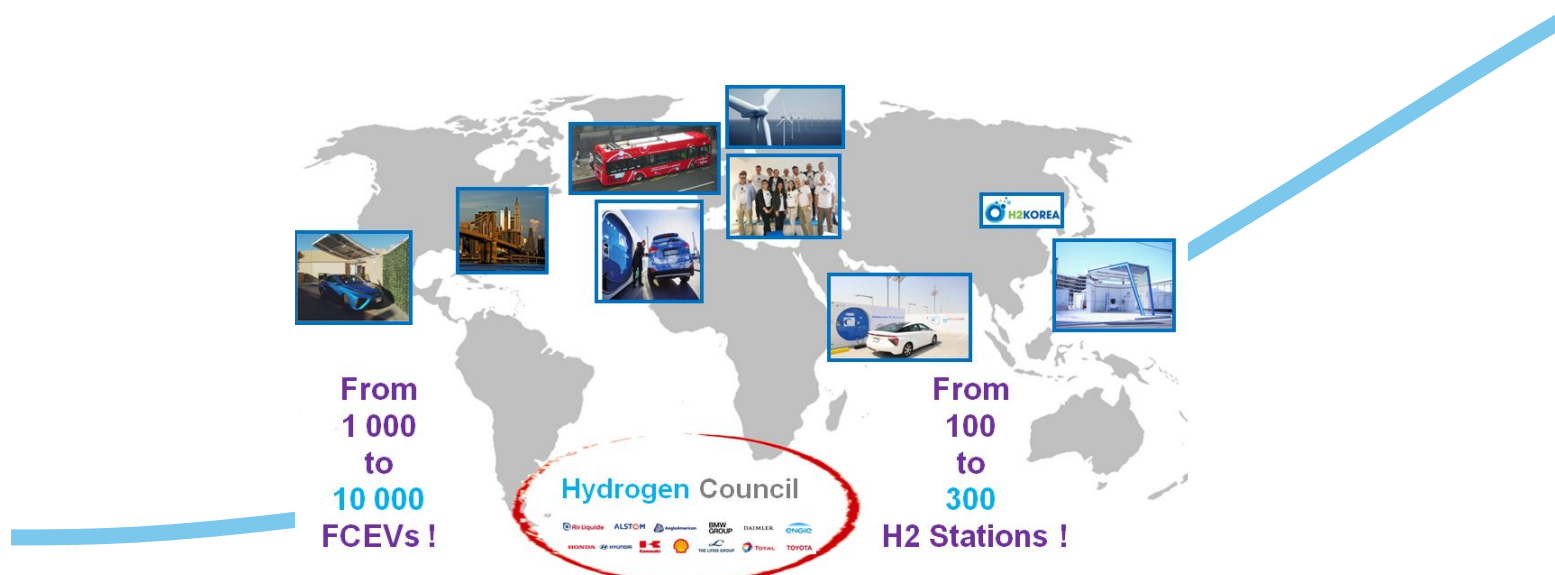 H2KOREA
From
1 000
to
10 000
FCEVs !
From
100
to
300
H2 Stations !
Hydrogen Council
Air Liquide ALSTOM AngloAmerican BMW GROUP DAIMLER ENGIE
HONDA HYUNDAI Kawasaki THE LINDE GROUP TOTAL TOYOTA